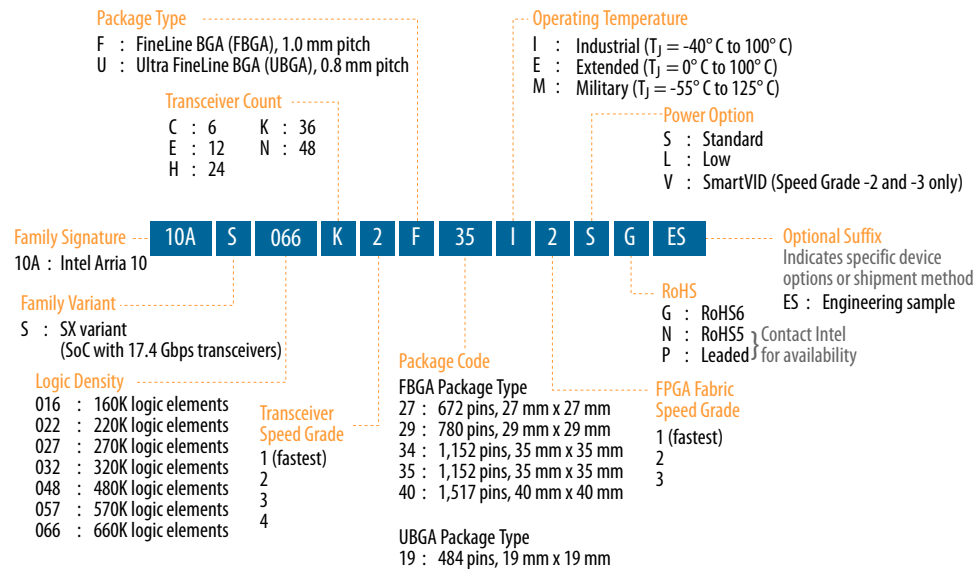 Package Type
F : FineLine BGA (FBGA), 1.0 mm pitch
U : Ultra FineLine BGA (UBGA), 0.8 mm pitch
Operating Temperature
I : Industrial (TJ = -40° C to 100° C)
E : Extended (TJ = 0° C to 100° C)
M : Military (TJ = -55° C to 125° C)
Transceiver Count
C : 6 K : 36
E : 12 N : 48
H : 24
Power Option
S : Standard
L : Low
V : SmartVID (Speed Grade -2 and -3 only)
Family Signature
10A : Intel Arria 10
10A S 066 K 2 F 35 I 2 S G ES
Optional Suffix
Indicates specific device
options or shipment method
ES : Engineering sample
Family Variant
S : SX variant
(SoC with 17.4 Gbps transceivers)
RoHS
G : RoHS6
N : RoHS5
P : Leaded
} Contact Intel
for availability
Logic Density
016 : 160K logic elements
022 : 220K logic elements
027 : 270K logic elements
032 : 320K logic elements
048 : 480K logic elements
057 : 570K logic elements
066 : 660K logic elements
Transceiver
Speed Grade
1 (fastest)
2
3
4
Package Code
FBGA Package Type
27 : 672 pins, 27 mm x 27 mm
29 : 780 pins, 29 mm x 29 mm
34 : 1,152 pins, 35 mm x 35 mm
35 : 1,152 pins, 35 mm x 35 mm
40 : 1,517 pins, 40 mm x 40 mm
UBGA Package Type
19 : 484 pins, 19 mm x 19 mm
FPGA Fabric
Speed Grade
1 (fastest)
2
3